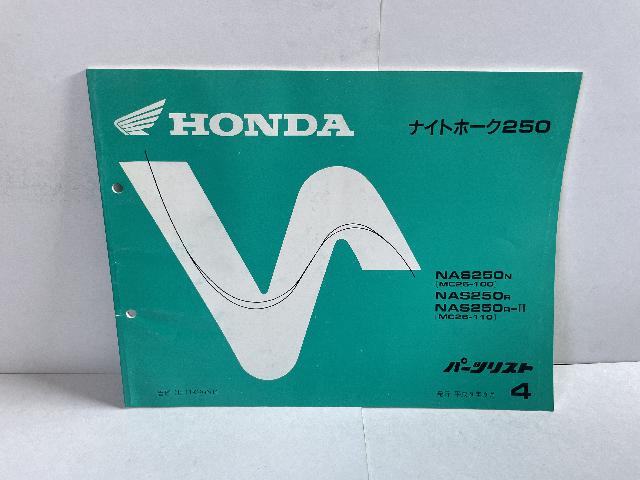 HONDA
ナイトホーク250
NAS250N
(MC26-100)
NAS250R
NAS250R-II
(MC26-110)
パーツリスト
4